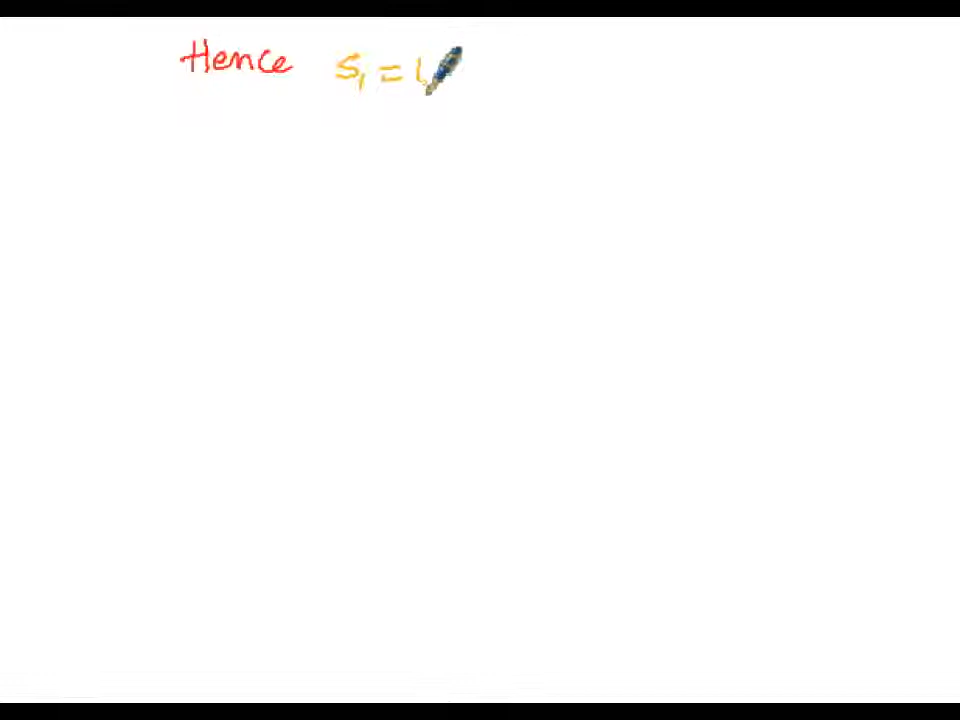 Hence S₁ =